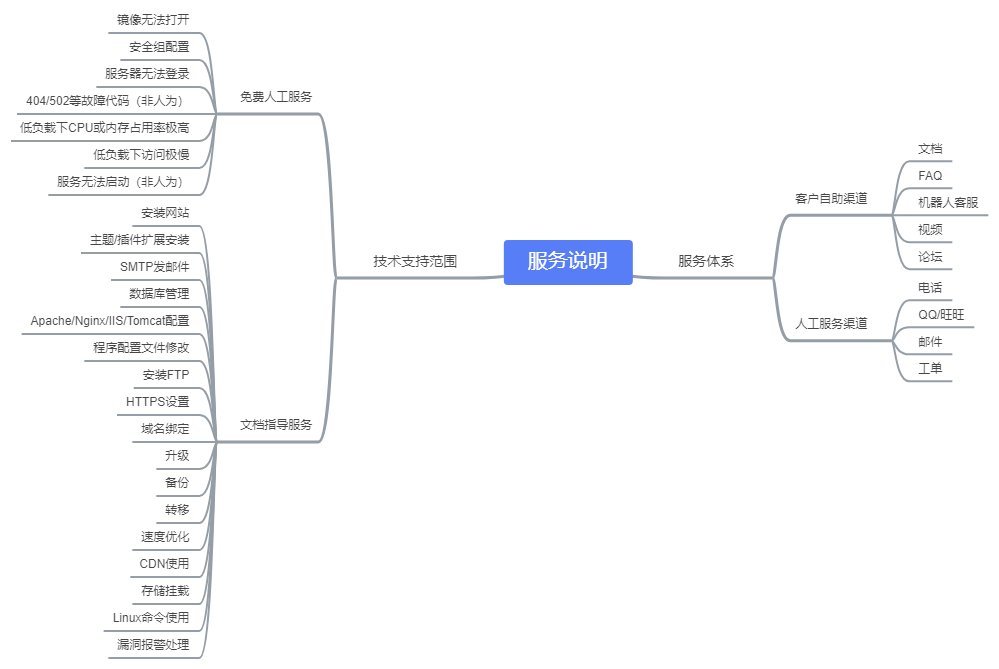 服务说明
技术支持范围
免费人工服务
镜像无法打开
安全组配置
服务器无法登录
404/502等故障代码（非人为）
低负载下CPU或内存占用率极高
低负载下访问极慢
服务无法启动（非人为）
文档指导服务
安装网站
主题/插件扩展安装
SMTP发邮件
数据库管理
Apache/Nginx/IIS/Tomcat配置
程序配置文件修改
安装FTP
HTTPS设置
域名绑定
升级
备份
转移
速度优化
CDN使用
存储挂载
Linux命令使用
漏洞报警处理
服务体系
客户自助渠道
文档
FAQ
机器人客服
视频
论坛
人工服务渠道
电话
QQ/旺旺
邮件
工单